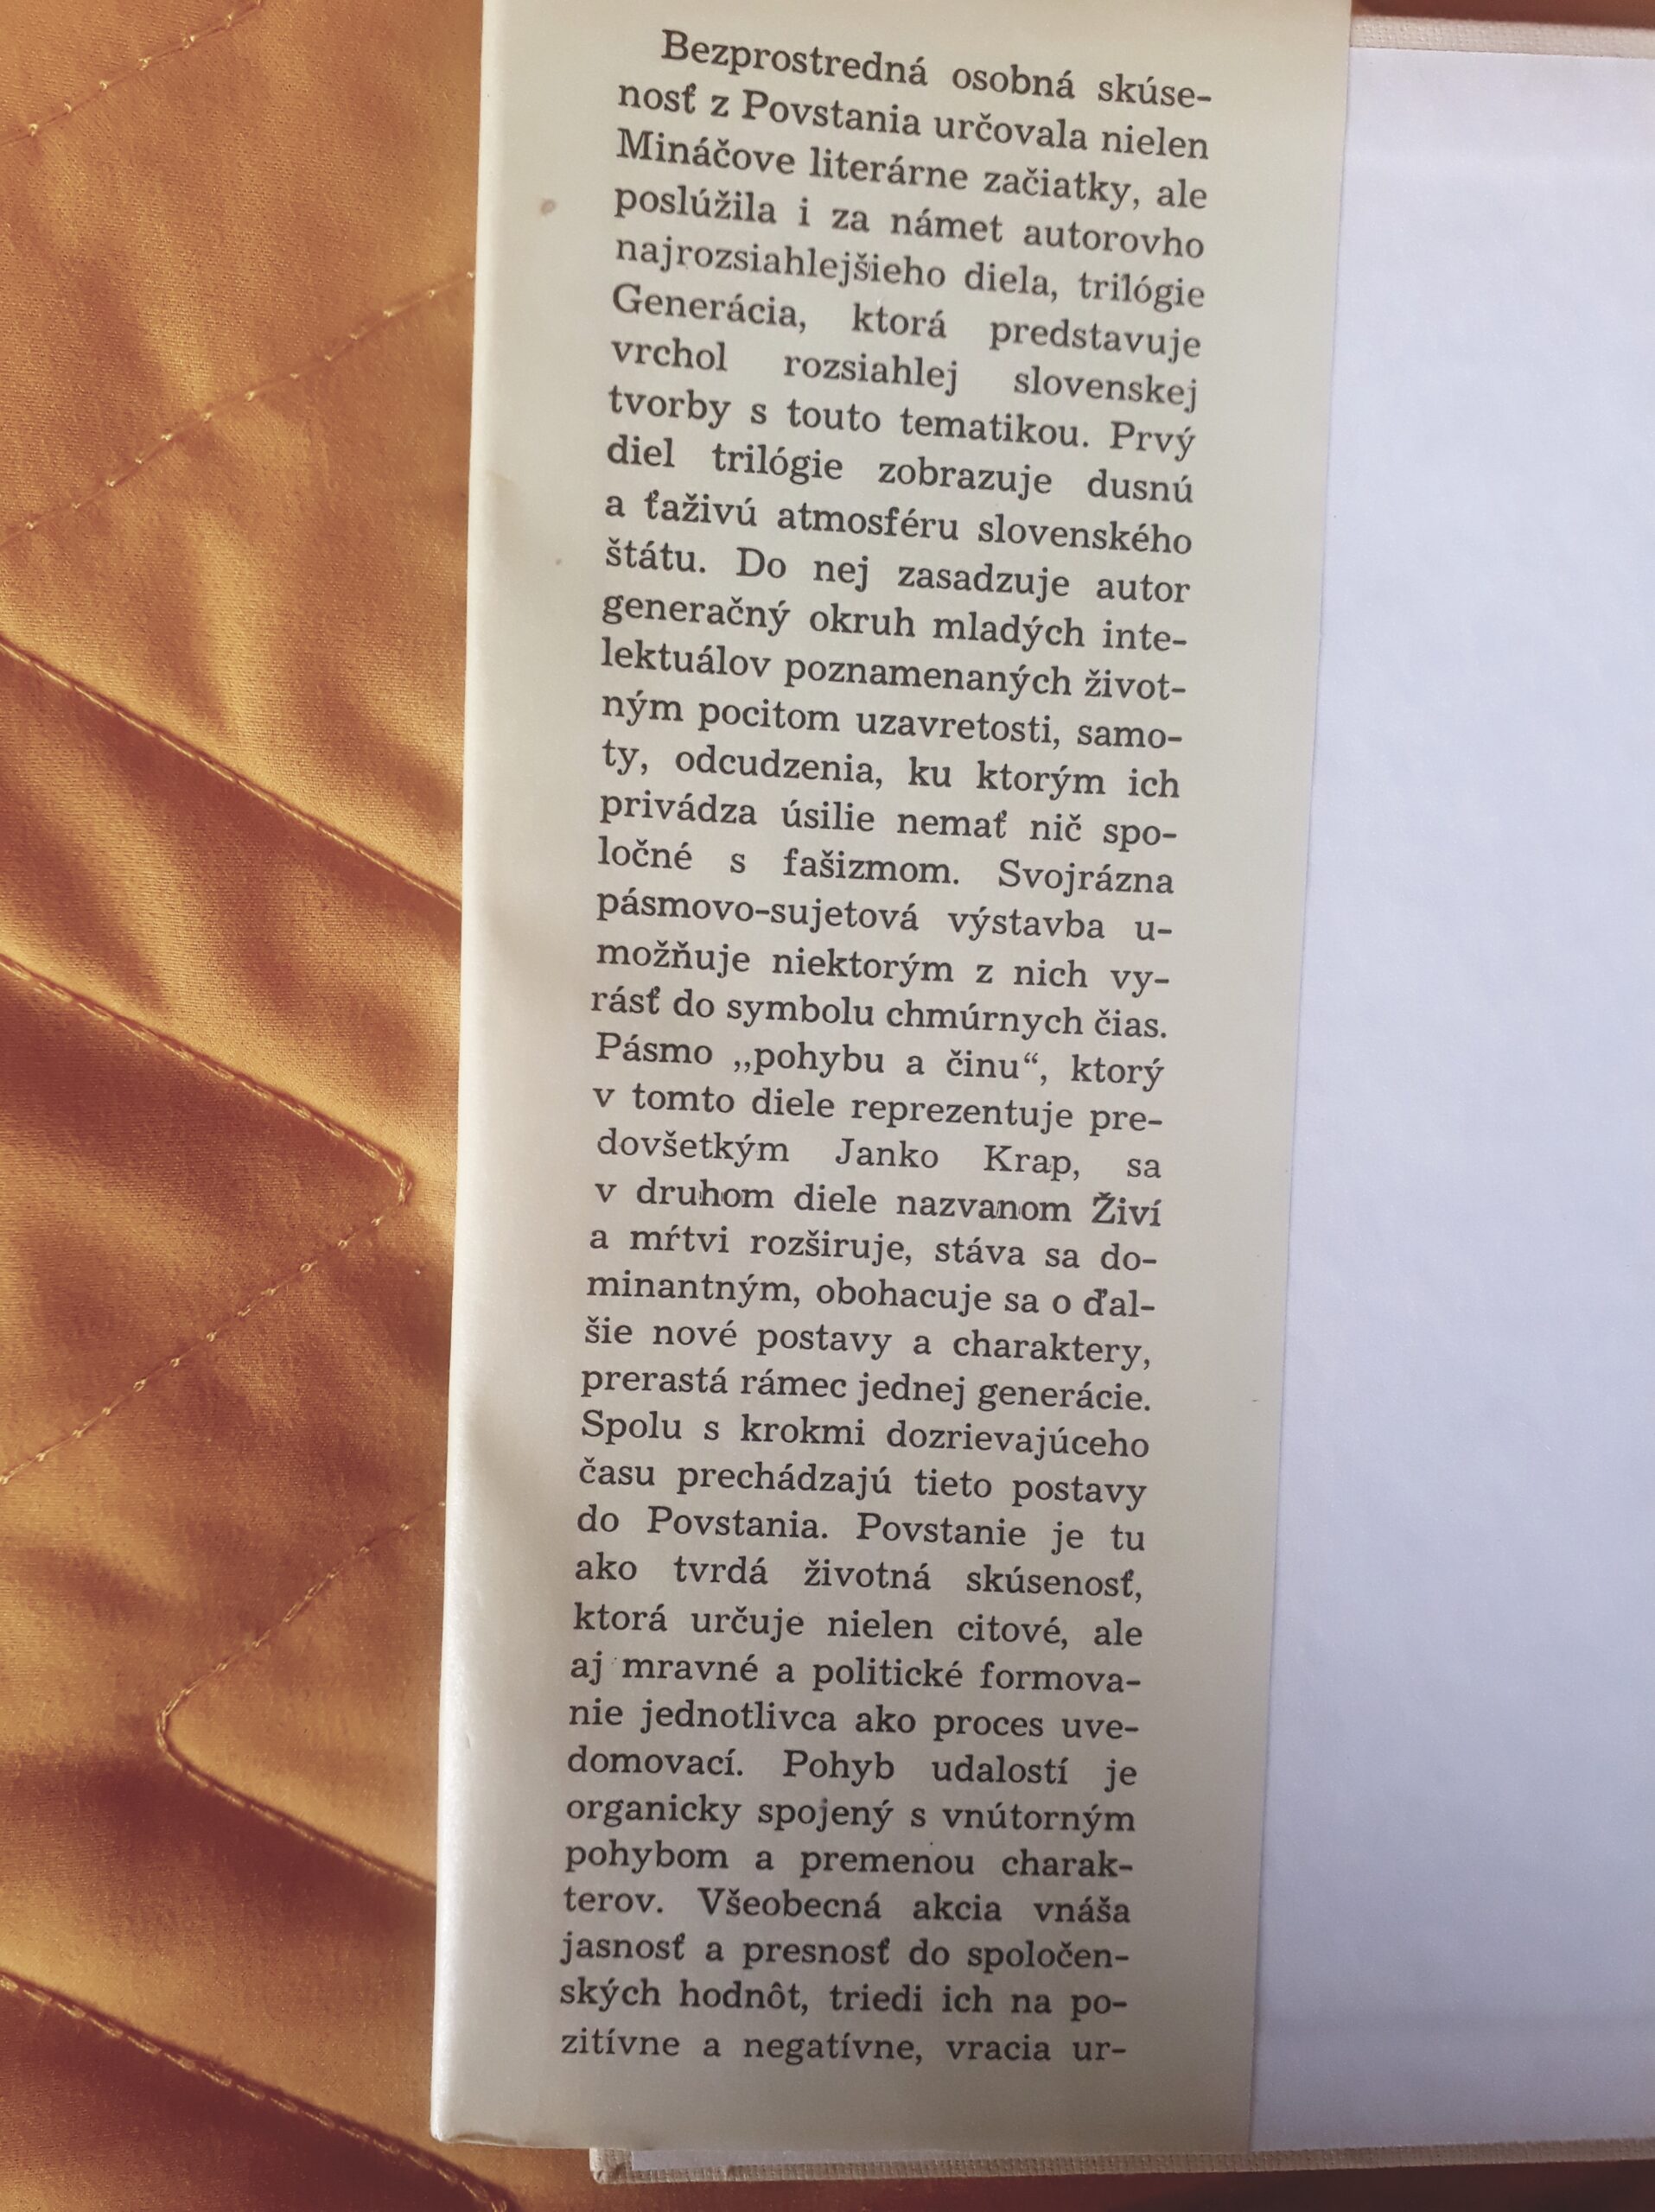 Bezprostredná osobná skúse-
nosť z Povstania určovala nielen
Mináčove literárne začiatky, ale
poslúžila i za námet autorovho
najrozsiahlejšieho diela, trilógie
Generácia, ktorá predstavuje
vrchol rozsiahlej slovenskej
tvorby s touto tematikou. Prvý
diel trilógie zobrazuje dusnú
a ťaživú atmosféru slovenského
štátu. Do nej zasadzuje autor
generačný okruh mladých inte-
lektuálov poznamenaných život-
ným pocitom uzavretosti, samo-
ty, odcudzenia, ku ktorým ich
privádza úsilie nemať nič spo-
ločné s fašizmom. Svojrázna
pásmovo-sujetová výstavba u-
možňuje niektorým z nich vy-
rásť do symbolu chmúrnych čias.
Pásmo „pohybu a činu“, ktorý
v tomto diele reprezentuje pre-
dovšetkým Janko Krap, sa
v druhom diele nazvanom Živí
a mŕtvi rozširuje, stáva sa do-
minantným, obohacuje sa o ďal-
šie nové postavy a charaktery,
prerastá rámec jednej generácie.
Spolu s krokmi dozrievajúceho
času prechádzajú tieto postavy
do Povstania. Povstanie je tu
ako tvrdá životná skúsenosť,
ktorá určuje nielen citové, ale
aj mravné a politické formova-
nie jednotlivca ako proces uve-
domovací. Pohyb udalostí je
organicky spojený s vnútorným
pohybom a premenou charak-
terov. Všeobecná akcia vnáša
jasnosť a presnosť do spoločen-
ských hodnôt, triedi ich na po-
zitívne a negatívne, vracia ur-